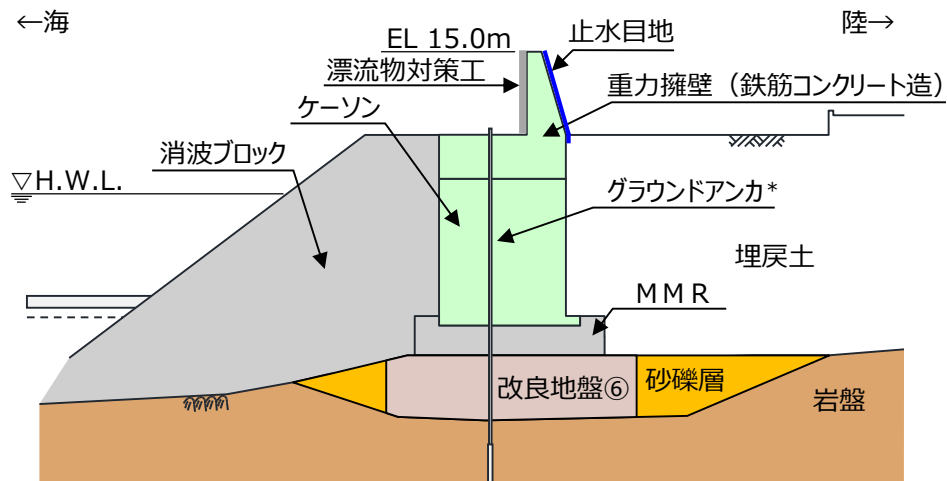 ←海
陸→
EL 15.0m
止水目地
漂流物対策工
重力擁壁（鉄筋コンクリート造）
ケーソン
消波ブロック
▽H.W.L.
グラウンドアンカ*
埋戻土
ＭＭＲ
改良地盤⑥
砂礫層
岩盤